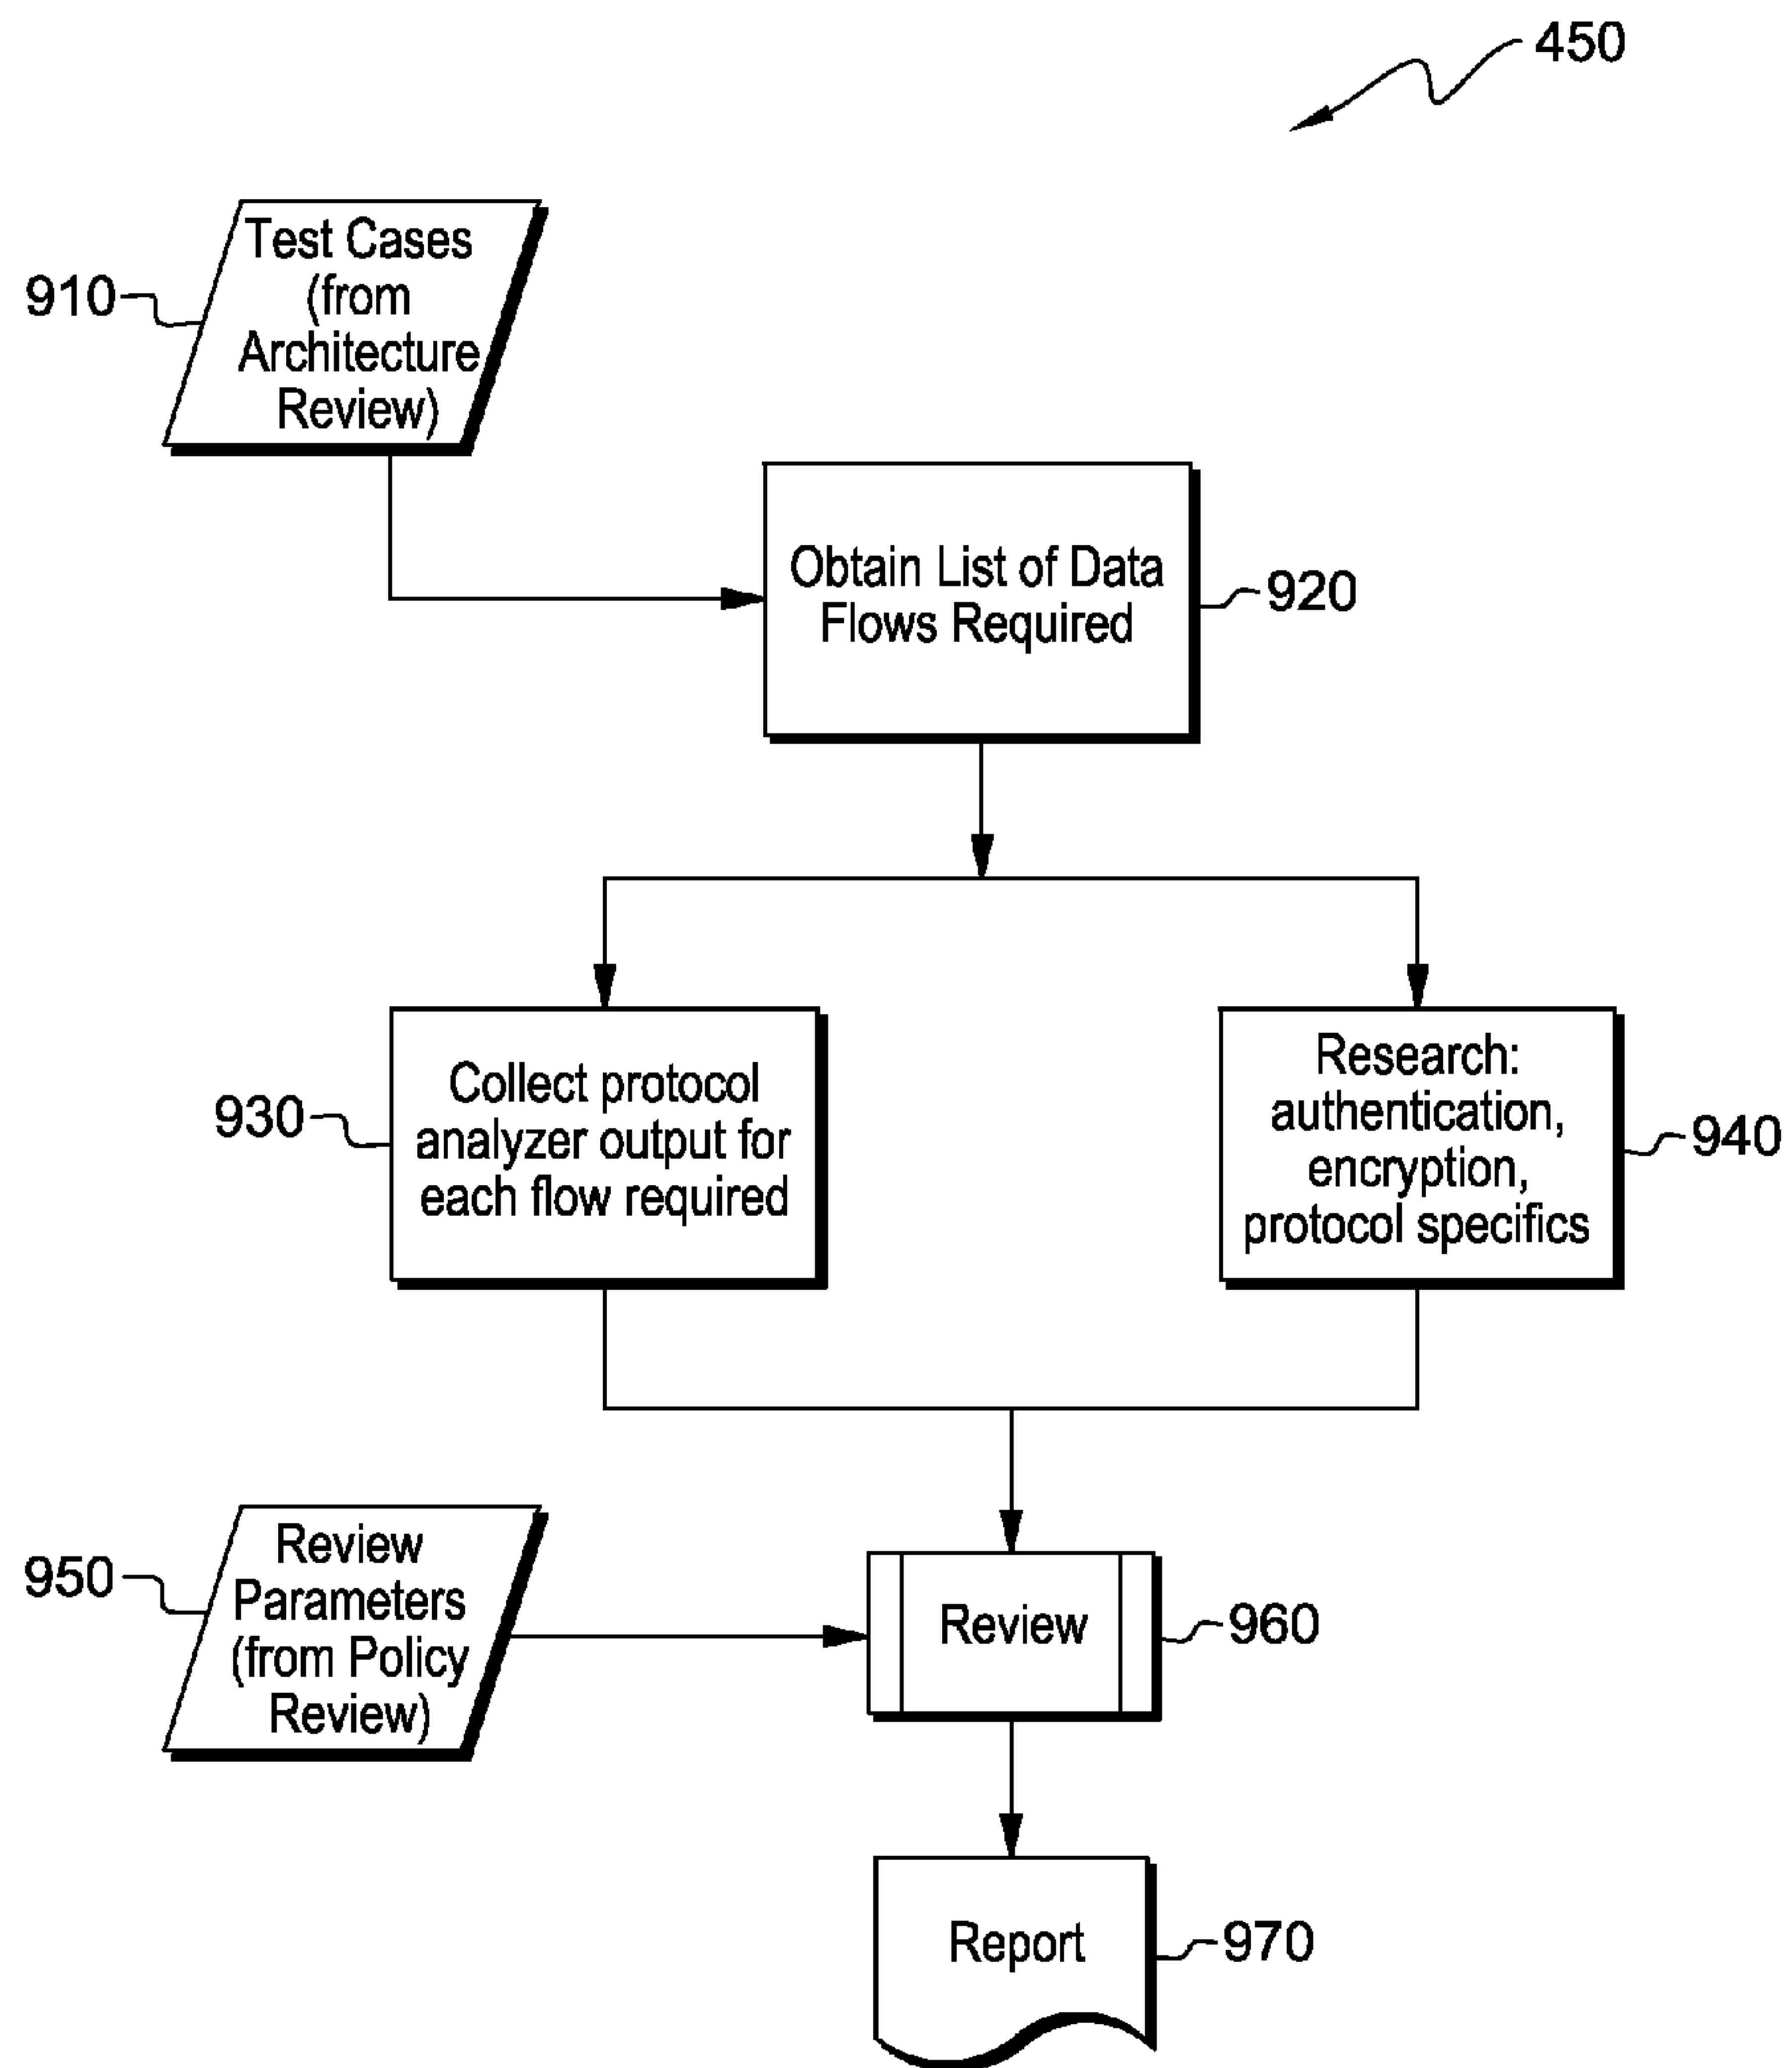 450
Test Cases
(from
Architecture
Review)
910
Obtain List of Data
Flows Required
920
Collect protocol
analyzer output for
each flow required
930
Research:
authentication,
encryption,
protocol specifics
940
Review
Parameters
(from Policy
Review)
950
Review
960
Report
970